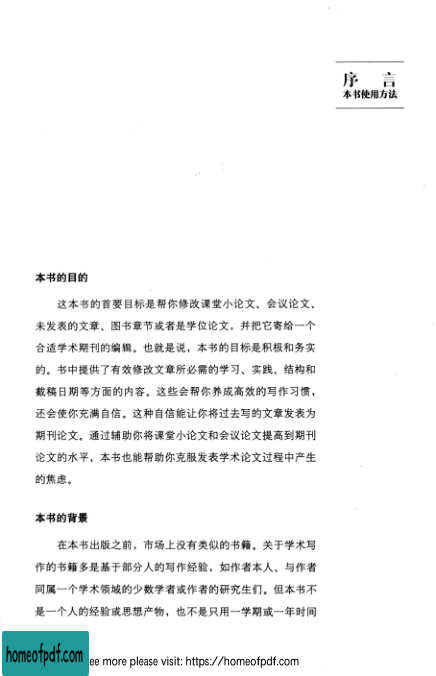 序 言
本书使用方法
本书的目的
这本书的首要目标是帮你修改课堂小论文、会议论文、
未发表的文章、图书章节或者是学位论文，并把它寄给一个
合适学术期刊的编辑。也就是说，本书的目标是积极和务实
的。书中提供了有效修改文章所必需的学习、实践、结构和
截稿日期等方面的内容。这些会帮你养成高效的写作习惯，
还会使你充满自信。这种自信能让你将过去写的文章发表为
期刊论文。通过辅助你将课堂小论文和会议论文提高到期刊
论文的水平，本书也能帮助你克服发表学术论文过程中产生
的焦虑。
本书的背景
在本书出版之前，市场上没有类似的书籍。关于学术写
作的书籍多是基于部分人的写作经验，如作者本人、与作者
同属一个学术领域的少数学者或作者的研究生们。但本书不
是一个人的经验或思想产物，也不是只用一学期或一年时间
homeofpdf.com
ee more please visit: https://homeofpdf.com